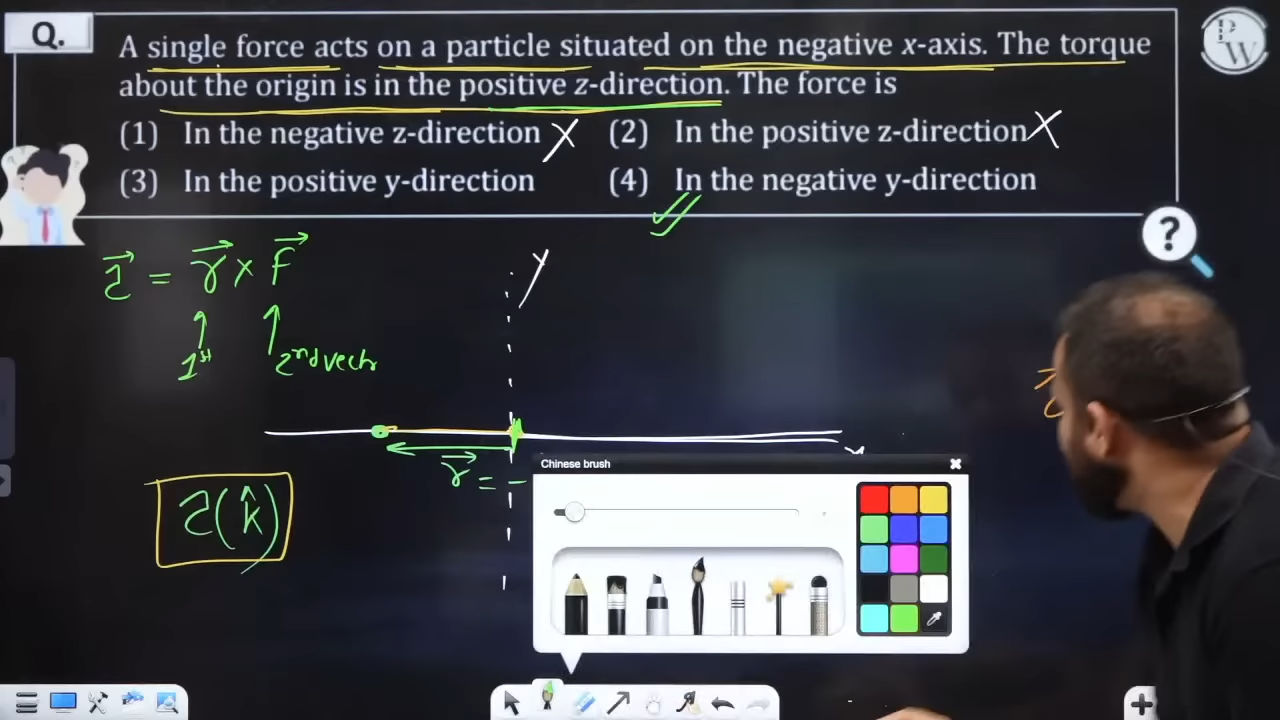 Q.
A single force acts on a particle situated on the negative x-axis. The torque
about the origin is in the positive z-direction. The force is
(1) In the negative z-direction X (2) In the positive z-direction X
(3) In the positive y-direction (4) In the negative y-direction
PW
?
τ⃗ = r⃗ × F⃗
1st
2nd vect
y
r⃗ = -
τ(k̂)
Chinese brush